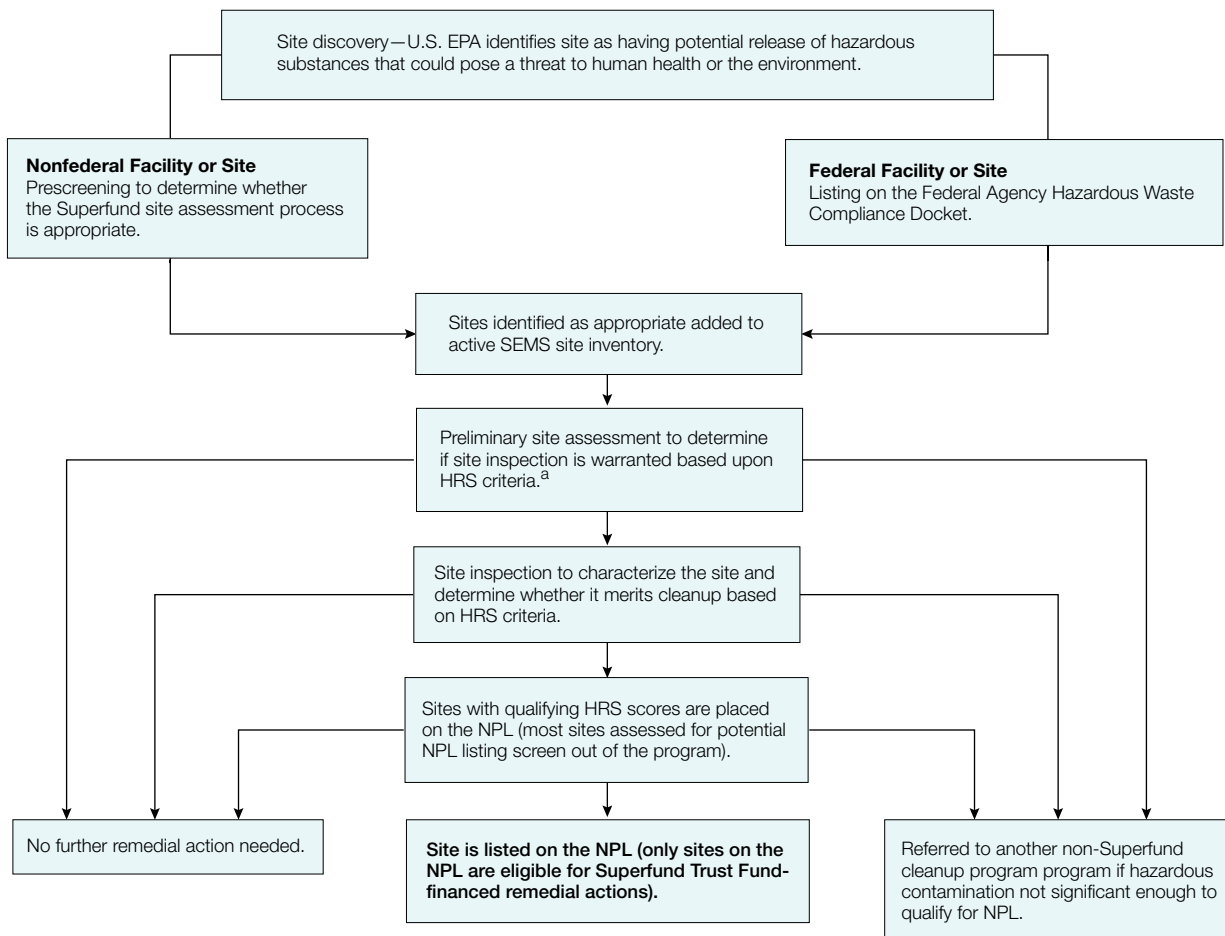 Site discovery—U.S. EPA identifies site as having potential release of hazardous
substances that could pose a threat to human health or the environment.
Nonfederal Facility or Site
Prescreening to determine whether
the Superfund site assessment process
is appropriate.
Federal Facility or Site
Listing on the Federal Agency Hazardous Waste
Compliance Docket.
Sites identified as appropriate added to
active SEMS site inventory.
Preliminary site assessment to determine
if site inspection is warranted based upon
HRS criteria.a
Site inspection to characterize the site and
determine whether it merits cleanup based
on HRS criteria.
Sites with qualifying HRS scores are placed
on the NPL (most sites assessed for potential
NPL listing screen out of the program).
No further remedial action needed.
Site is listed on the NPL (only sites on the
NPL are eligible for Superfund Trust Fund-
financed remedial actions).
Referred to another non-Superfund
cleanup program program if hazardous
contamination not significant enough to
qualify for NPL.